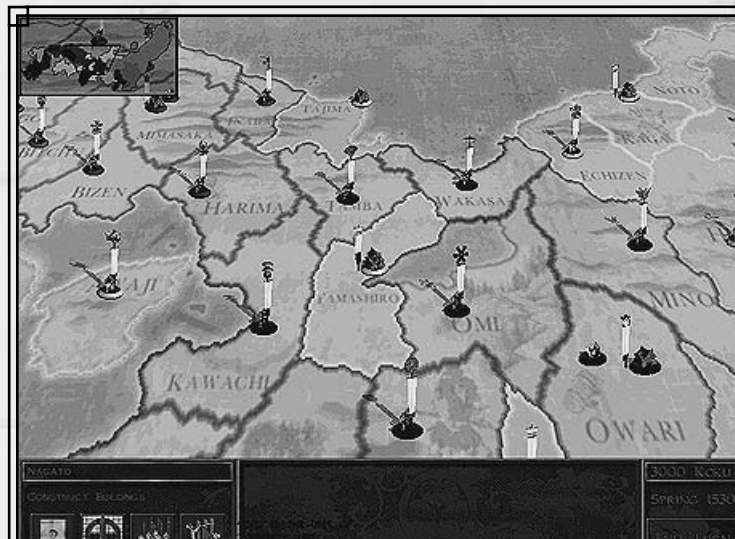 NOTO
TAJIMA
MIMASAKA
KAGA
ECHIZEN
BIZEN
HARIMA
TAMBA
WAKASA
MINO
YAMASHIRO
OMI
KAWACHI
OWARI
NAGATO
3000 KOKU
CONSTRUCT BUILDINGS
SPRING 1530